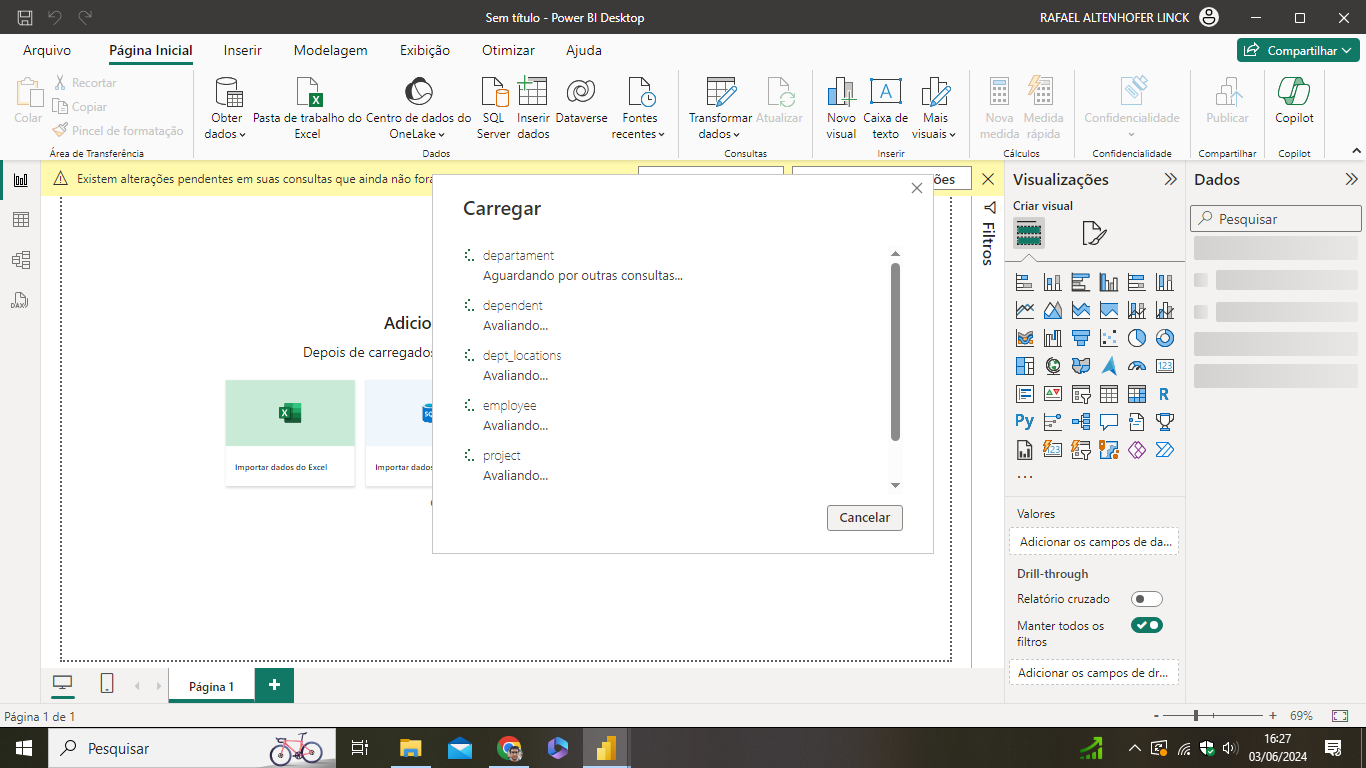 Sem título - Power BI Desktop
RAFAEL ALTENHOFER LINCK
Arquivo
Página Inicial
Inserir
Modelagem
Exibição
Otimizar
Ajuda
Compartilhar
Colar
Recortar
Copiar
Pincel de formatação
Obter
dados
Pasta de trabalho do
Excel
Centro de dados do
OneLake
SQL
Server
Inserir
dados
Dataverse
Fontes
recentes
Transformar
dados
Atualizar
Novo
visual
Caixa de
texto
Mais
visuais
Nova
medida
Medida
rápida
Confidencialidade
Publicar
Copilot
Área de Transferência
Dados
Consultas
Inserir
Cálculos
Confidencialidade
Compartilhar
Copilot
Existem alterações pendentes em suas consultas que ainda não
Carregar
departament
Aguardando por outras consultas...
dependent
Avaliando...
dept_locations
Avaliando...
employee
Avaliando...
project
Avaliando...
Cancelar
Depois de carregados
Importar dados do Excel
Importar dados
DAX
Filtros
Visualizações
Criar visual
123
R
Py
123
...
Valores
Adicionar os campos de da...
Drill-through
Relatório cruzado
Manter todos os
filtros
Adicionar os campos de dr...
Dados
Pesquisar
Página 1
+
Página 1 de 1
- + 69%
Pesquisar
16:27
03/06/2024